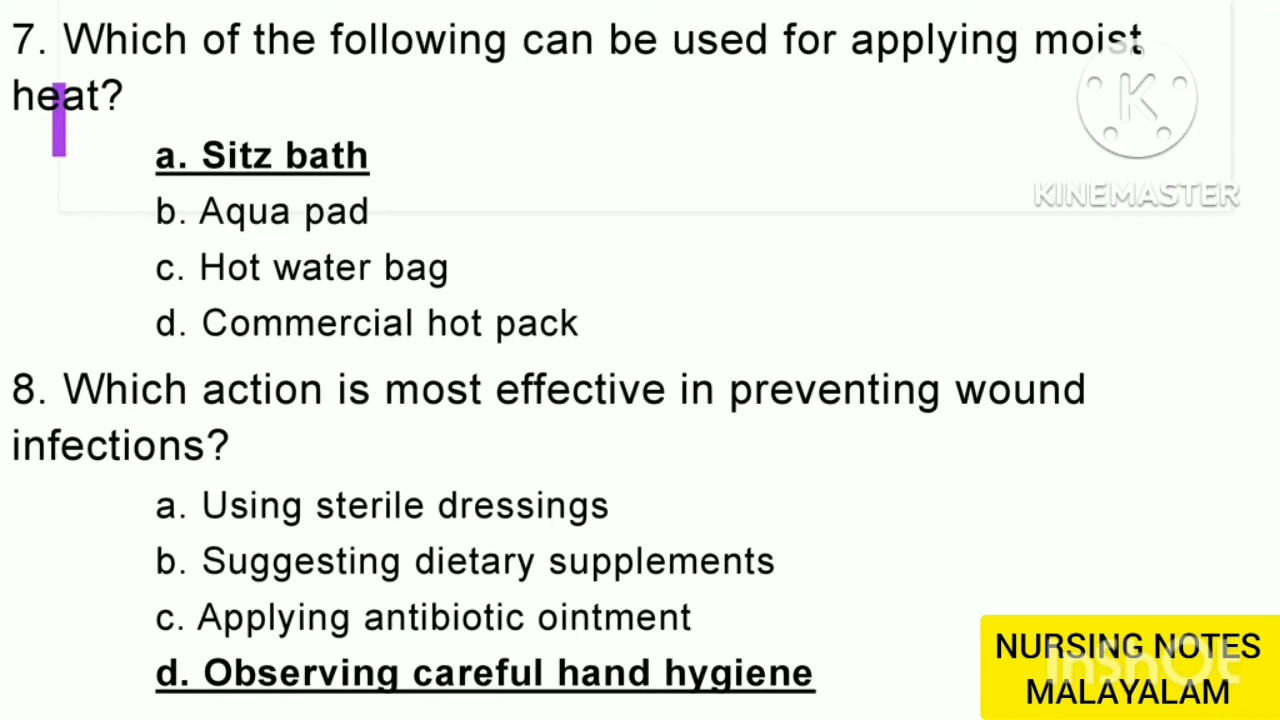 7. Which of the following can be used for applying moist
heat?
a. Sitz bath
b. Aqua pad
c. Hot water bag
d. Commercial hot pack
KINEMASTER
8. Which action is most effective in preventing wound
infections?
a. Using sterile dressings
b. Suggesting dietary supplements
c. Applying antibiotic ointment
d. Observing careful hand hygiene
NURSING NOTES
MALAYALAM